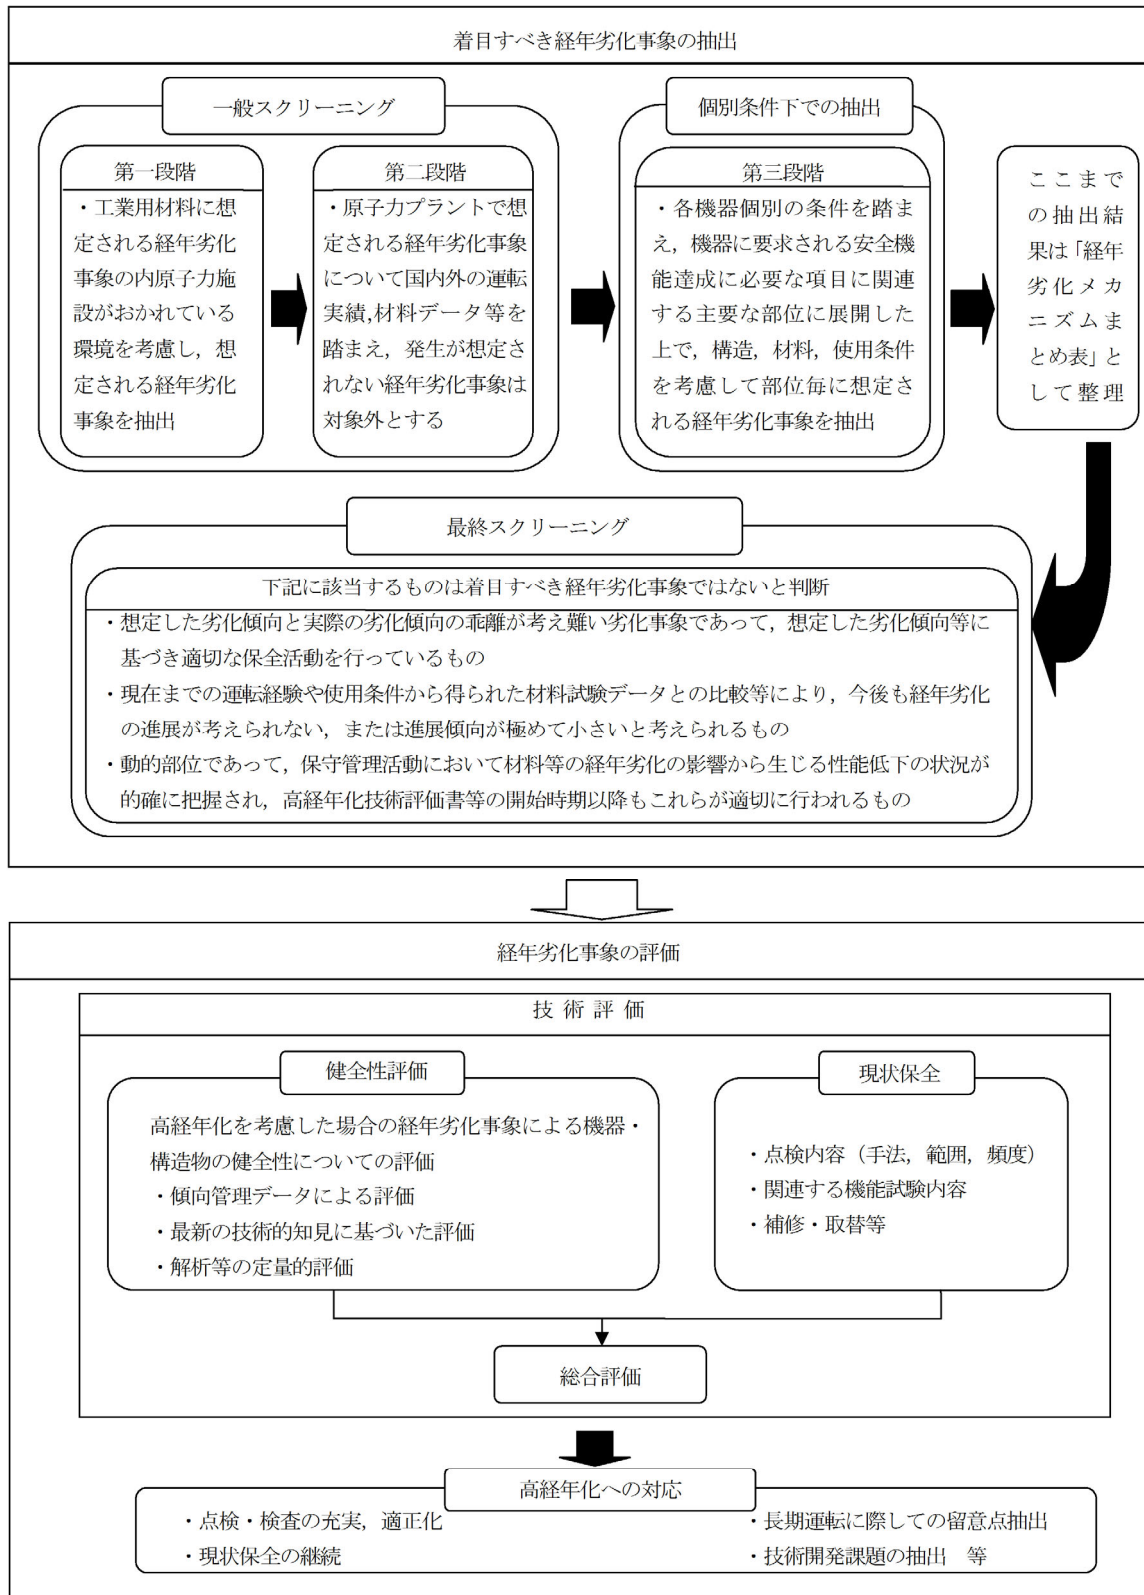 着目すべき経年劣化事象の抽出
一般スクリーニング
第一段階
・工業用材料に想
定される経年劣化
事象の内原子力施
設がおかれている
環境を考慮し，想
定される経年劣化
事象を抽出
第二段階
・原子力プラントで想
定される経年劣化事象
について国内外の運転
実績,材料データ等を
踏まえ，発生が想定さ
れない経年劣化事象は
対象外とする
個別条件下での抽出
第三段階
・各機器個別の条件を踏ま
え，機器に要求される安全機
能達成に必要な項目に関連
する主要な部位に展開した
上で，構造，材料，使用条件
を考慮して部位毎に想定さ
れる経年劣化事象を抽出
ここまで
の抽出結
果は「経年
劣化メカ
ニズムま
とめ表」と
して整理
最終スクリーニング
下記に該当するものは着目すべき経年劣化事象ではないと判断
・想定した劣化傾向と実際の劣化傾向の乖離が考え難い劣化事象であって，想定した劣化傾向等に
基づき適切な保全活動を行っているもの
・現在までの運転経験や使用条件から得られた材料試験データとの比較等により，今後も経年劣化
の進展が考えられない，または進展傾向が極めて小さいと考えられるもの
・動的部位であって，保守管理活動において材料等の経年劣化の影響から生じる性能低下の状況が
的確に把握され，高経年化技術評価書等の開始時期以降もこれらが適切に行われるもの
経年劣化事象の評価
技 術 評 価
健全性評価
高経年化を考慮した場合の経年劣化事象による機器・
構造物の健全性についての評価
・傾向管理データによる評価
・最新の技術的知見に基づいた評価
・解析等の定量的評価
現状保全
・点検内容（手法，範囲，頻度）
・関連する機能試験内容
・補修・取替等
総合評価
高経年化への対応
・点検・検査の充実，適正化
・現状保全の継続
・長期運転に際しての留意点抽出
・技術開発課題の抽出　等